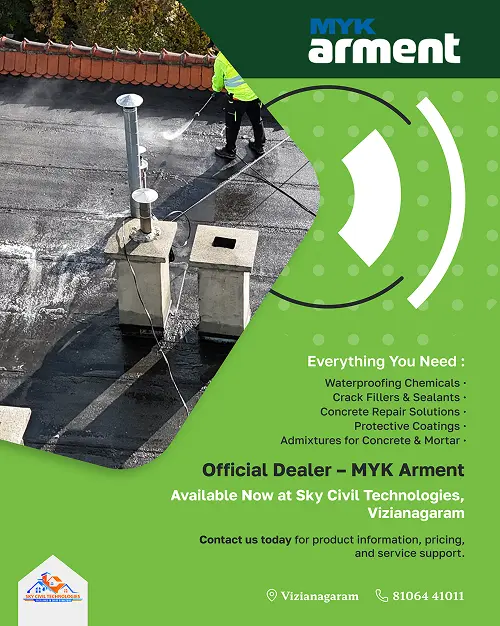 MYK
arment
Everything You Need :
Waterproofing Chemicals •
Crack Fillers & Sealants •
Concrete Repair Solutions •
Protective Coatings •
Admixtures for Concrete & Mortar •
Official Dealer – MYK Arment
Available Now at Sky Civil Technologies,
Vizianagaram
Contact us today for product information, pricing,
and service support.
SKY CIVIL TECHNOLOGIES
Vizianagaram
81064 41011